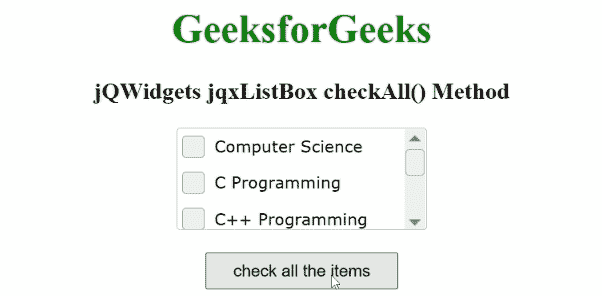 GeeksforGeeks
jQWidgets jqxListBox checkAll() Method
Computer Science
C Programming
C++ Programming
check all the items